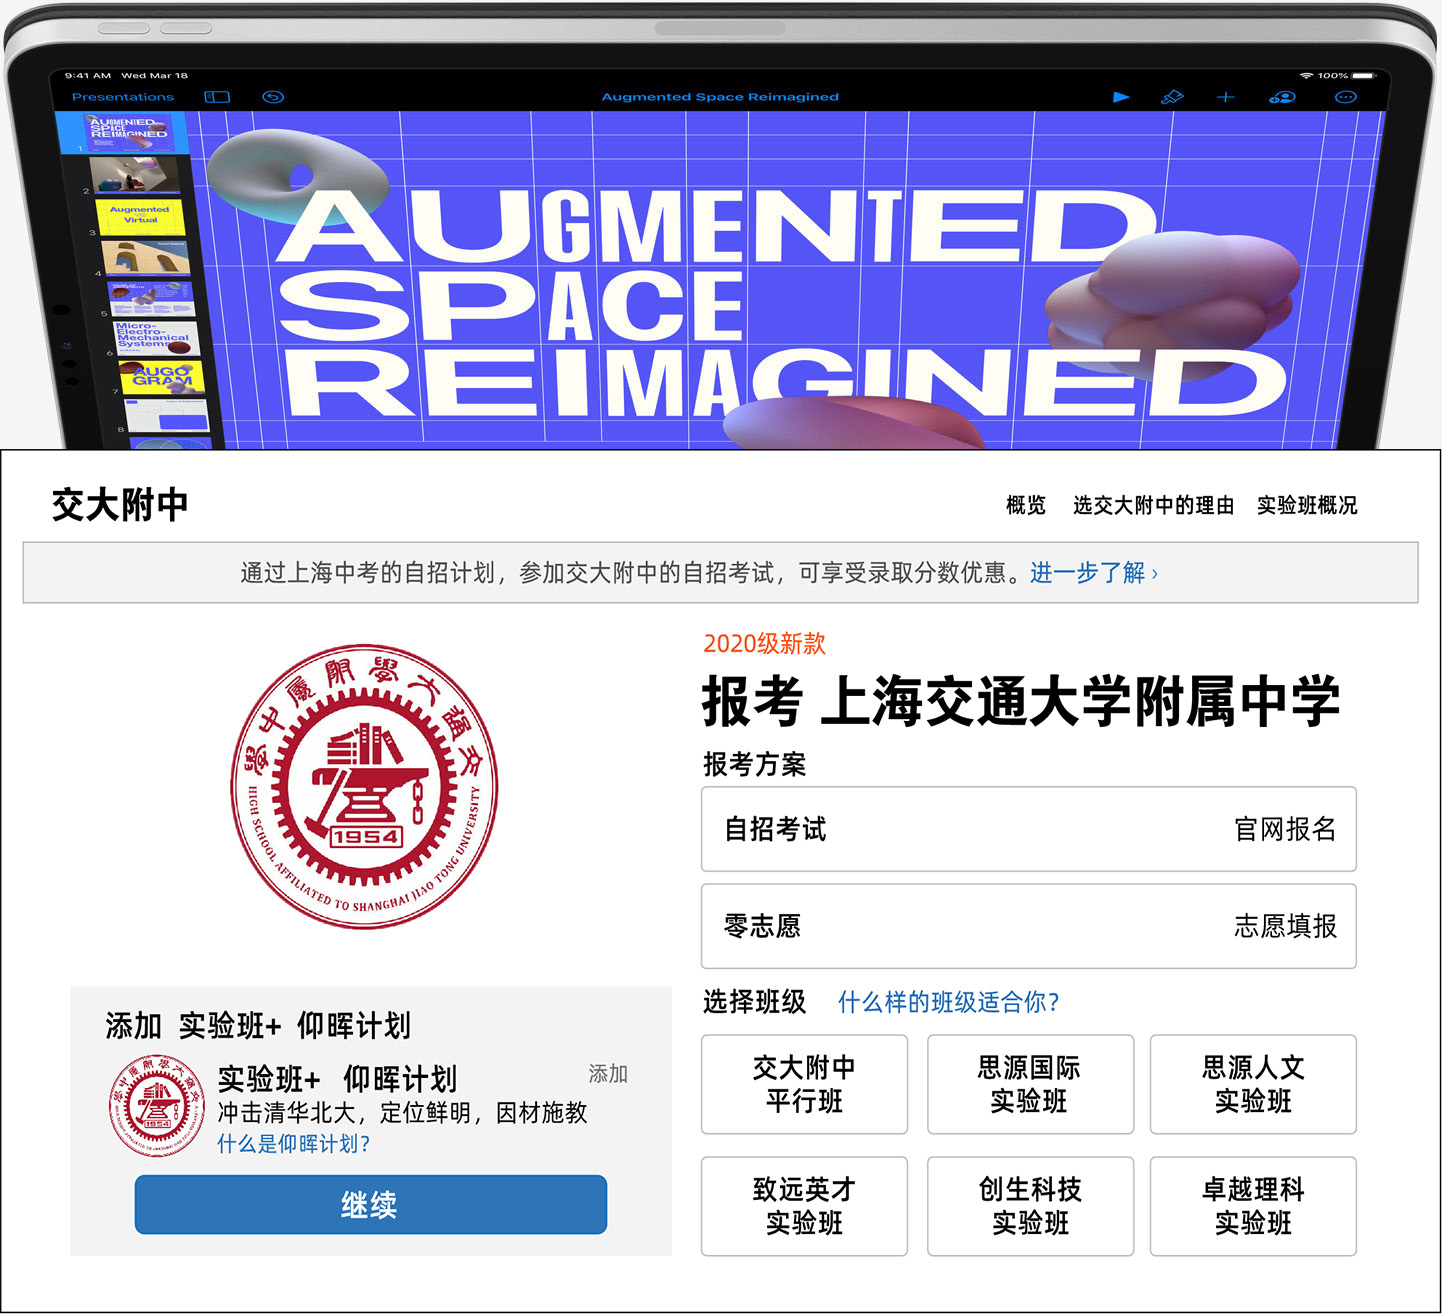 9:41 AM Wed Mar 18
100%
Presentations
Augmented Space Reimagined
AUGMENTED
SPACE
REIMAGINED
1
AUGMENTED
SPACE
REIMAGINED
2
Augmented
Virtual
3
4
5
Micro-
Electro-
Mechanical
Systems
6
AUGO
GRAM
7
8
交大附中
概览 选交大附中的理由 实验班概况
通过上海中考的自招计划，参加交大附中的自招考试，可享受录取分数优惠。进一步了解 ›
學中屬附學大通交
HIGH SCHOOL AFFILIATED TO SHANGHAI JIAO TONG UNIVERSITY
1954
2020级新款
报考 上海交通大学附属中学
报考方案
自招考试 官网报名
零志愿 志愿填报
选择班级 什么样的班级适合你？
交大附中
平行班
思源国际
实验班
思源人文
实验班
致远英才
实验班
创生科技
实验班
卓越理科
实验班
添加 实验班+ 仰晖计划
1954
实验班+ 仰晖计划
添加
冲击清华北大，定位鲜明，因材施教
什么是仰晖计划？
继续